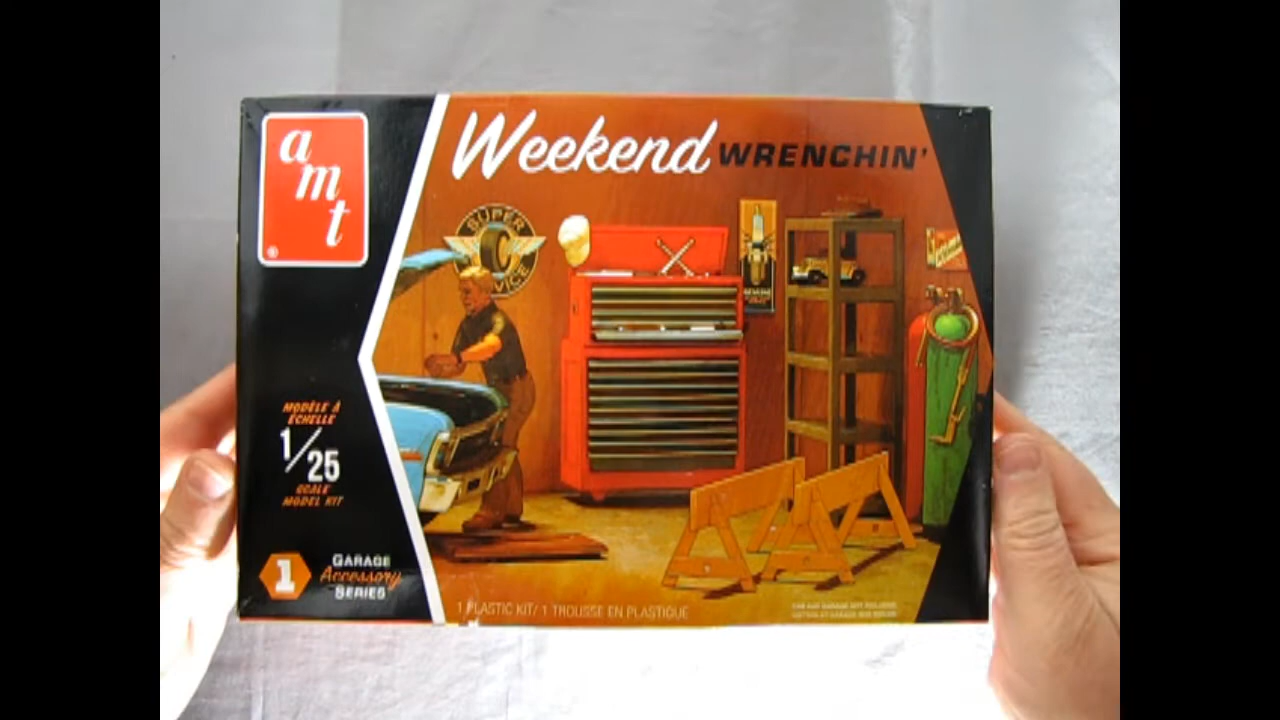 amt
®
Weekend WRENCHIN'
SUPER
SERVICE
MODÈLE À
ÉCHELLE
1/25
SCALE
MODEL KIT
1
GARAGE
Accessory
SERIES
1 PLASTIC KIT/ 1 TROUSSE EN PLASTIQUE